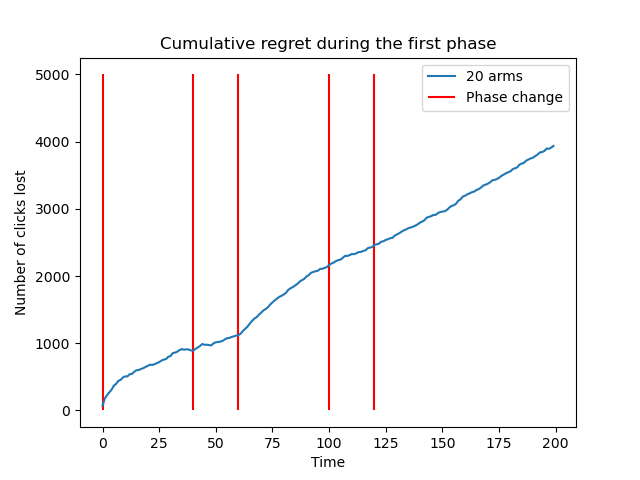 Cumulative regret during the first phase
20 arms
Phase change
Number of clicks lost
5000
4000
3000
2000
1000
0
0 25 50 75 100 125 150 175 200
Time